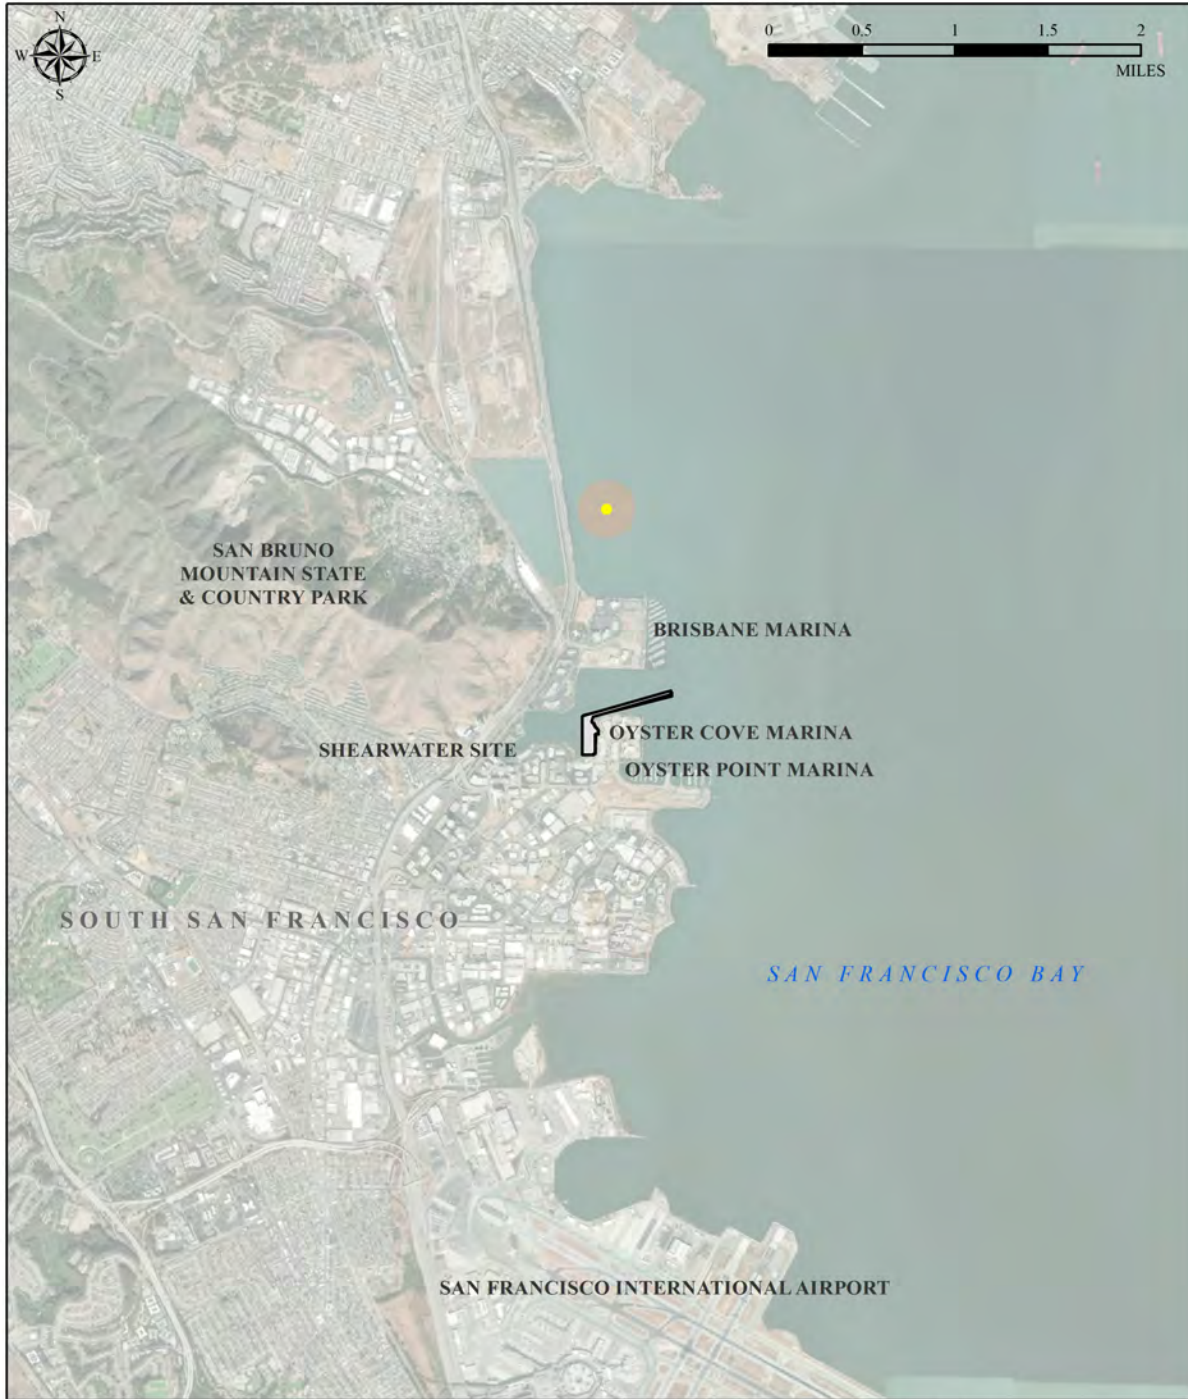 N
W E
S
0 0.5 1 1.5 2
MILES
SAN BRUNO
MOUNTAIN STATE
& COUNTRY PARK
BRISBANE MARINA
OYSTER COVE MARINA
SHEARWATER SITE
OYSTER POINT MARINA
SOUTH SAN FRANCISCO
SAN FRANCISCO BAY
SAN FRANCISCO INTERNATIONAL AIRPORT